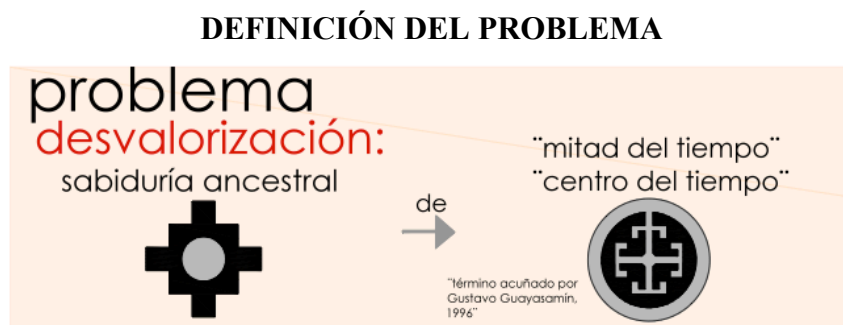 DEFINICIÓN DEL PROBLEMA
problema
desvalorización:
sabiduría ancestral
de
¨mitad del tiempo¨
¨centro del tiempo¨
¨término acuñado por
Gustavo Guayasamín,
1996¨